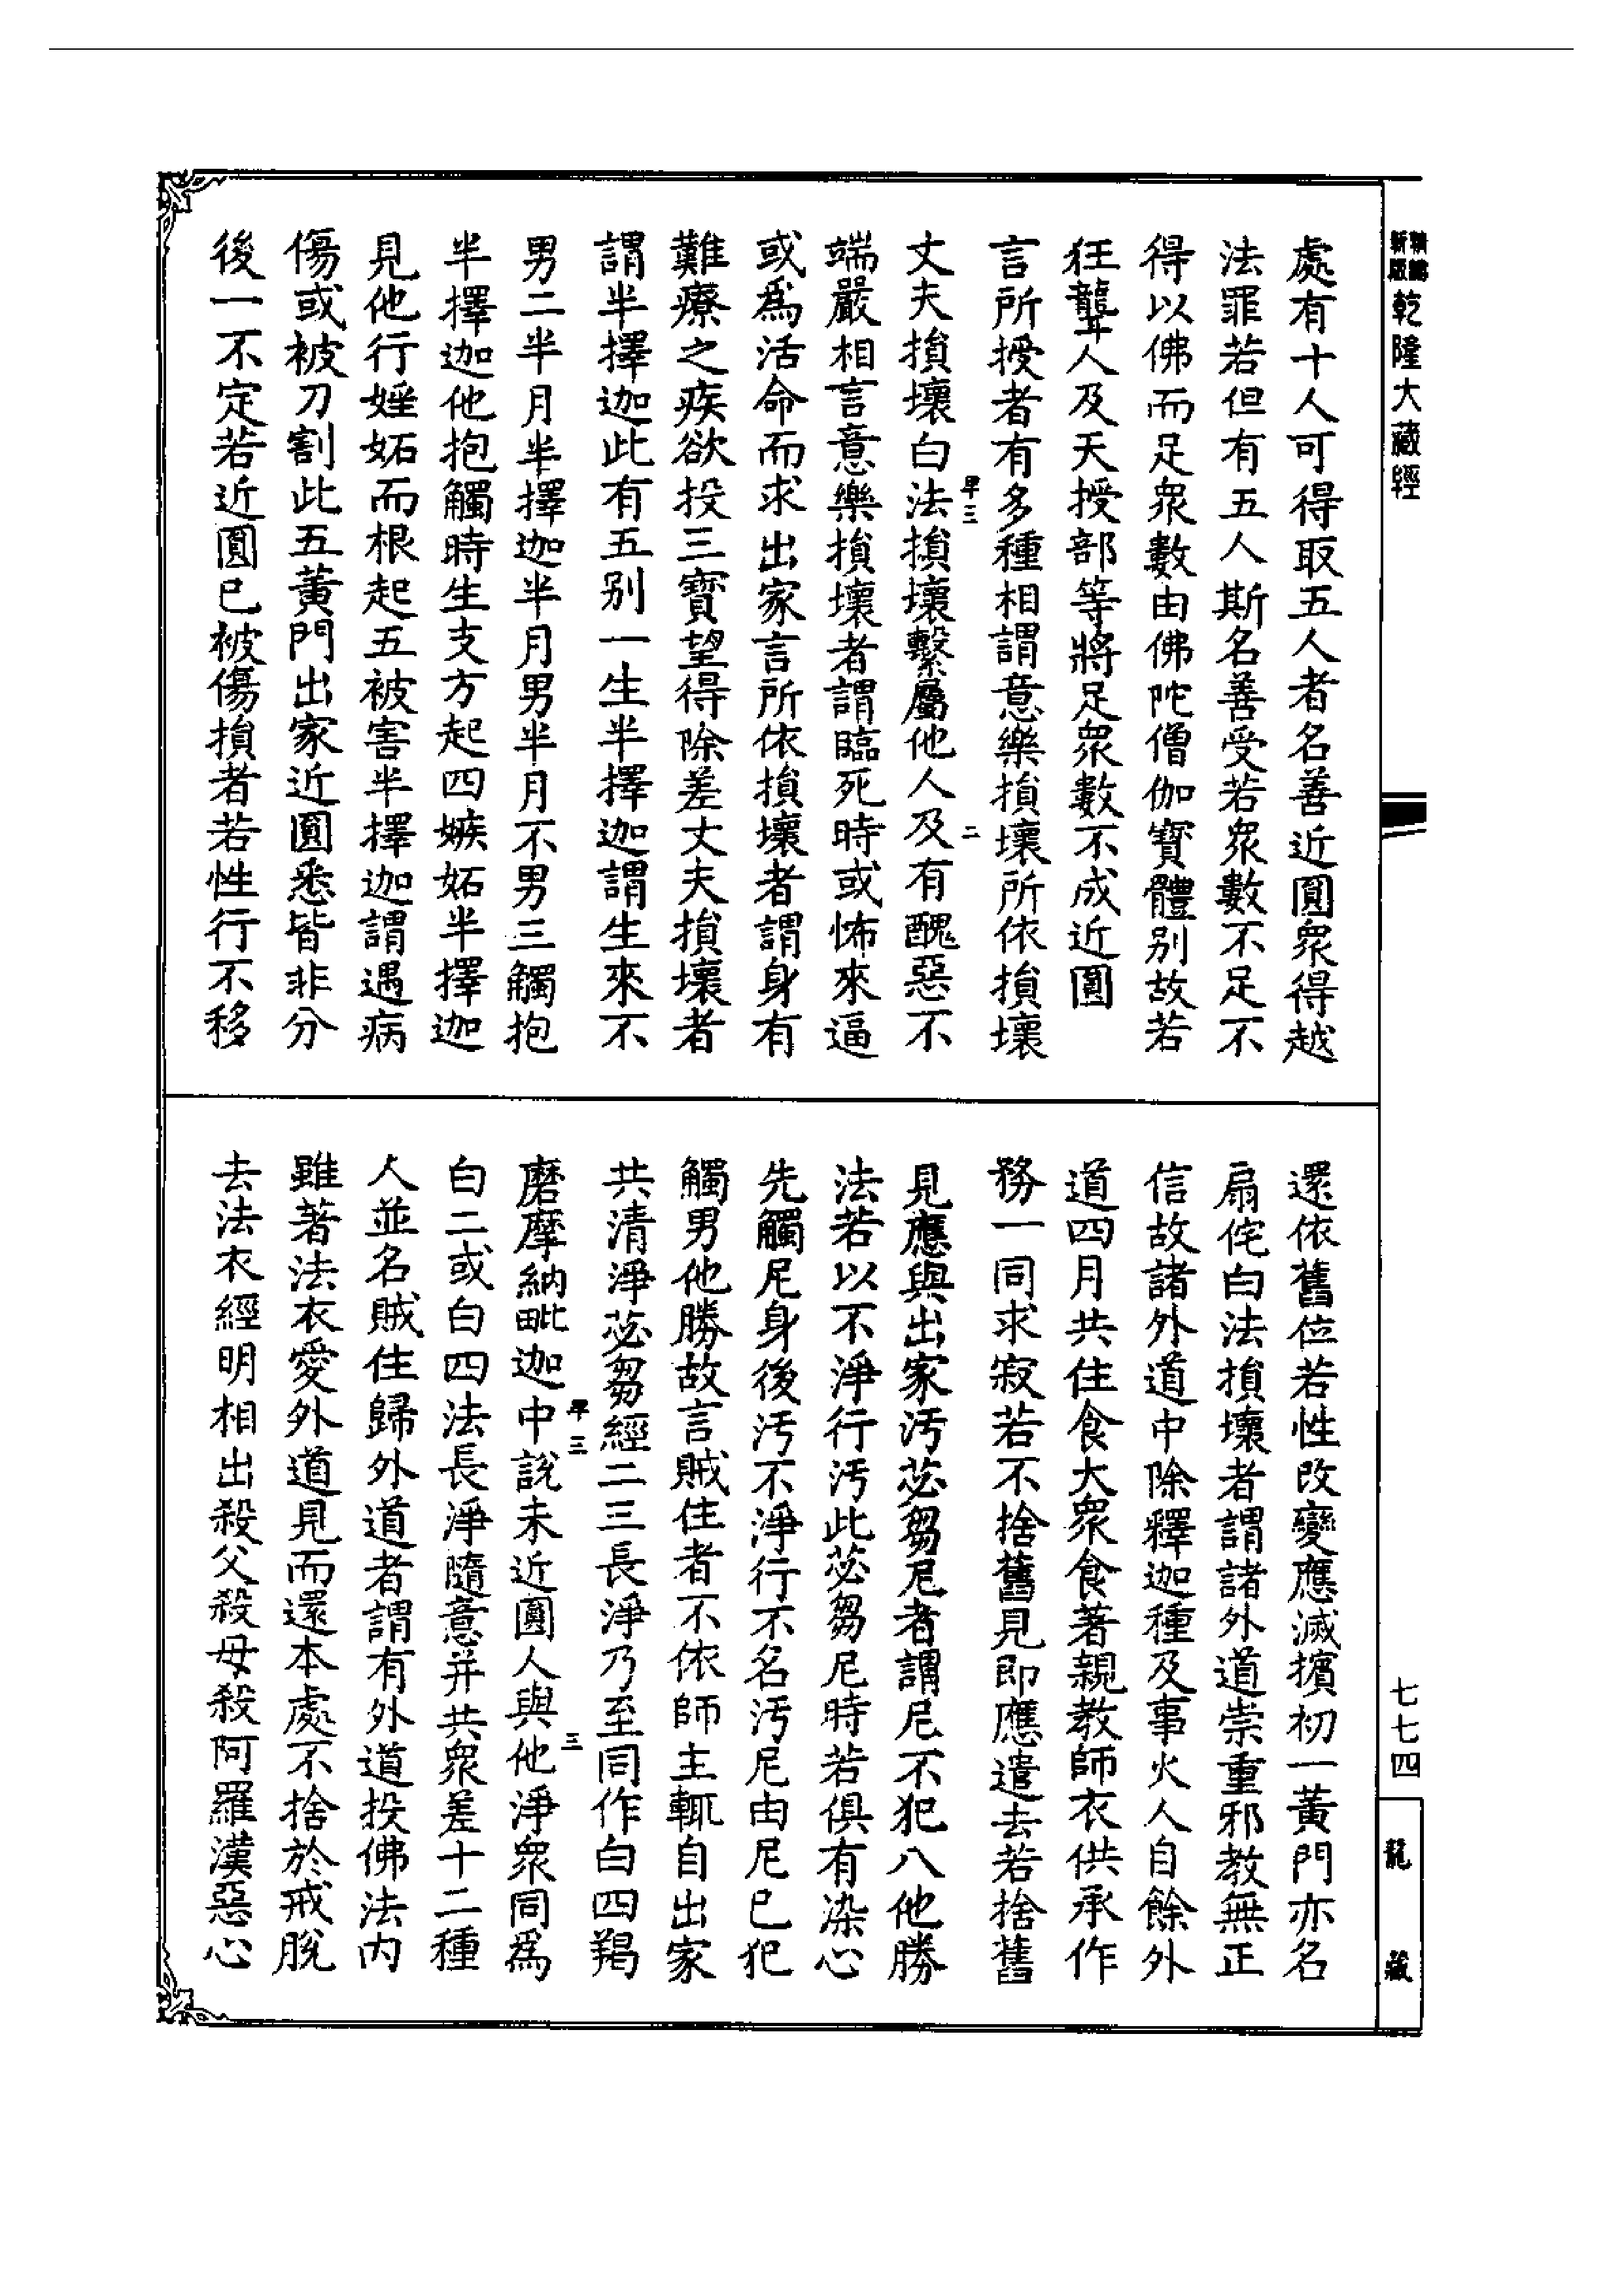 新編
新版
乾隆大藏經
處有十人可得取五人者名善近圓衆得越
法罪若但有五人斯名善受若衆數不足不
得以佛而足衆數由佛陀僧伽寶體別故若
狂聾人及天授部等將足衆數不成近圓
言所授者有多種相謂意樂損壞所依損壞
丈夫損壞白法損壞繫屬他人及有醜惡不
端嚴相言意樂損壞者謂臨死時或怖來逼
或爲活命而求出家言所依損壞者謂身有
難療之疾欲投三寶望得除差丈夫損壞者
謂半擇迦此有五別一生半擇迦謂生來不
男二半月半擇迦半月男半月不男三觸抱
半擇迦他抱觸時生支方起四嫉妬半擇迦
見他行婬妬而根起五被害半擇迦謂遇病
傷或被刀割此五黃門出家近圓悉皆非分
後一不定若近圓已被傷損者若性行不移
還依舊位若性改變應滅擯初一黃門亦名
扇侘白法損壞者謂諸外道崇重邪教無正
信故諸外道中除釋迦種及事火人自餘外
道四月共住食大衆食著親教師衣供承作
務一同求寂若不捨舊見即應遣去若捨舊
見應與出家汚苾芻尼者謂尼不犯八他勝
法若以不淨行汚此苾芻尼時若俱有染心
先觸尼身後汚不淨行不名汚尼由尼已犯
觸男他勝故言賊住者不依師主輒自出家
共清淨苾芻經二三長淨乃至同作白四羯
磨摩納毗迦中說未近圓人與他淨衆同爲
白二或白四法長淨隨意并共衆差十二種
人並名賊住歸外道者謂有外道投佛法內
雖著法衣愛外道見而還本處不捨於戒脫
去法衣經明相出殺父殺母殺阿羅漢惡心
七七四
龍藏